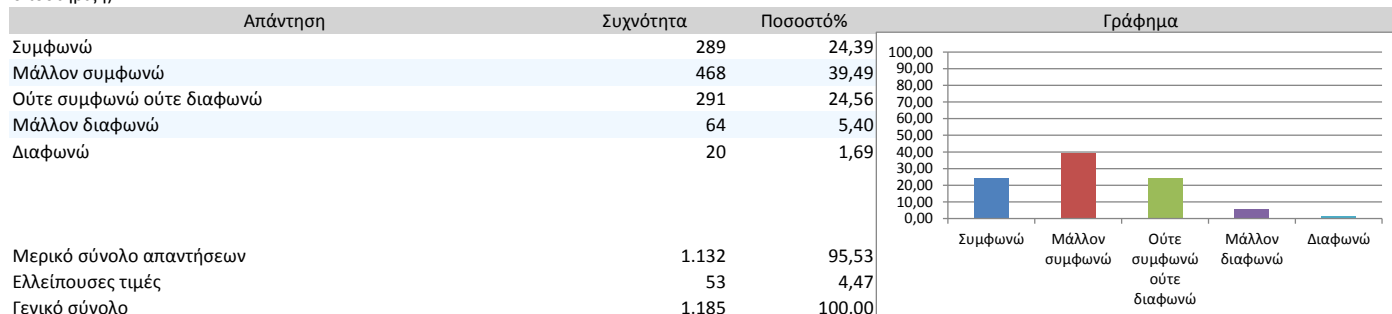 Απάντηση Συχνότητα Ποσοστό% Γράφημα
Συμφωνώ 289 24,39
Μάλλον συμφωνώ 468 39,49
Ούτε συμφωνώ ούτε διαφωνώ 291 24,56
Μάλλον διαφωνώ 64 5,40
Διαφωνώ 20 1,69
Μερικό σύνολο απαντήσεων 1.132 95,53
Ελλείπουσες τιμές 53 4,47
Γενικό σύνολο 1.185 100,00
100,00
90,00
80,00
70,00
60,00
50,00
40,00
30,00
20,00
10,00
0,00
Συμφωνώ Μάλλον Ούτε Μάλλον Διαφωνώ
συμφωνώ συμφωνώ διαφωνώ
ούτε
διαφωνώ